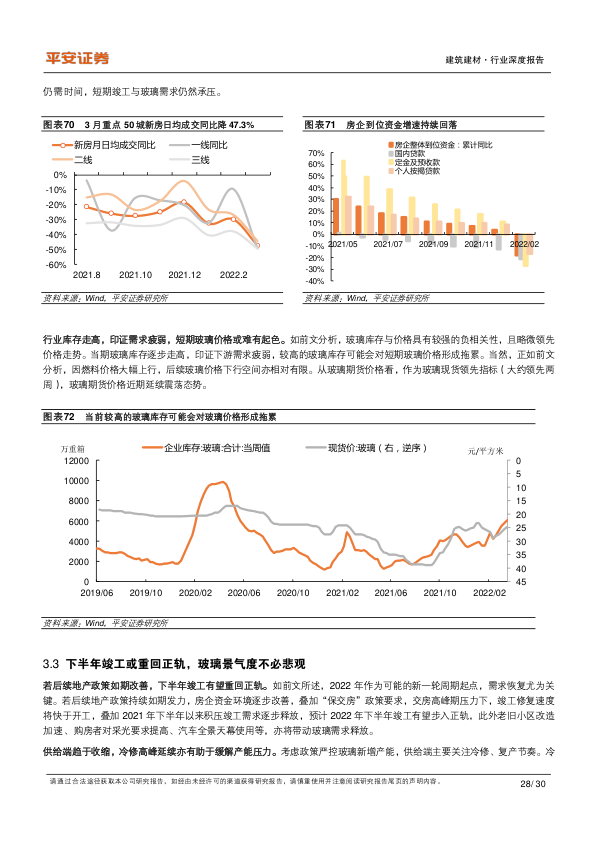 平安证券
建筑建材·行业深度报告
仍需时间，短期竣工与玻璃需求仍然承压。
图表70 3 月重点 50 城新房日均成交同比降 47.3%
新房月日均成交同比
一线同比
二线
三线
0%
-10%
-20%
-30%
-40%
-50%
-60%
2021.8 2021.10 2021.12 2022.2
资料来源：Wind，平安证券研究所
图表71 房企到位资金增速持续回落
房企整体到位资金：累计同比
国内贷款
定金及预收款
个人按揭贷款
70%
60%
50%
40%
30%
20%
10%
0%
-10%
-20%
-30%
-40%
2021/05 2021/07 2021/09 2021/11 2022/02
资料来源：Wind，平安证券研究所
行业库存走高，印证需求疲弱，短期玻璃价格或难有起色。如前文分析，玻璃库存与价格具有较强的负相关性，且略微领先
价格走势。当期玻璃库存逐步走高，印证下游需求疲弱，较高的玻璃库存可能会对短期玻璃价格形成拖累。当然，正如前文
分析，因燃料价格大幅上行，后续玻璃价格下行空间亦相对有限。从玻璃期货价格看，作为玻璃现货领先指标（大约领先两
周），玻璃期货价格近期延续震荡态势。
图表72 当前较高的玻璃库存可能会对玻璃价格形成拖累
万重箱
企业库存:玻璃:合计:当周值
现货价:玻璃（右，逆序）
元/平方米
12000
10000
8000
6000
4000
2000
0
0
5
10
15
20
25
30
35
40
45
2019/06 2019/10 2020/02 2020/06 2020/10 2021/02 2021/06 2021/10 2022/02
资料来源：Wind，平安证券研究所
3.3 下半年竣工或重回正轨，玻璃景气度不必悲观
若后续地产政策如期改善，下半年竣工有望重回正轨。如前文所述，2022 年作为可能的新一轮周期起点，需求恢复尤为关
键。若后续地产政策持续如期发力，房企资金环境逐步改善，叠加“保交房”政策要求，交房高峰期压力下，竣工修复速度
将快于开工，叠加 2021 年下半年以来积压竣工需求逐步释放，预计 2022 年下半年竣工有望步入正轨，此外老旧小区改造
加速、购房者对采光要求提高、汽车全景天幕使用等，亦将带动玻璃需求释放。
供给端趋于收缩，冷修高峰延续亦有助于缓解产能压力。考虑政策严控玻璃新增产能，供给端主要关注冷修、复产节奏。冷
请通过合法途径获取本公司研究报告，如经由未经许可的渠道获得研究报告，请慎重使用并注意阅读研究报告尾页的声明内容。
28/ 30